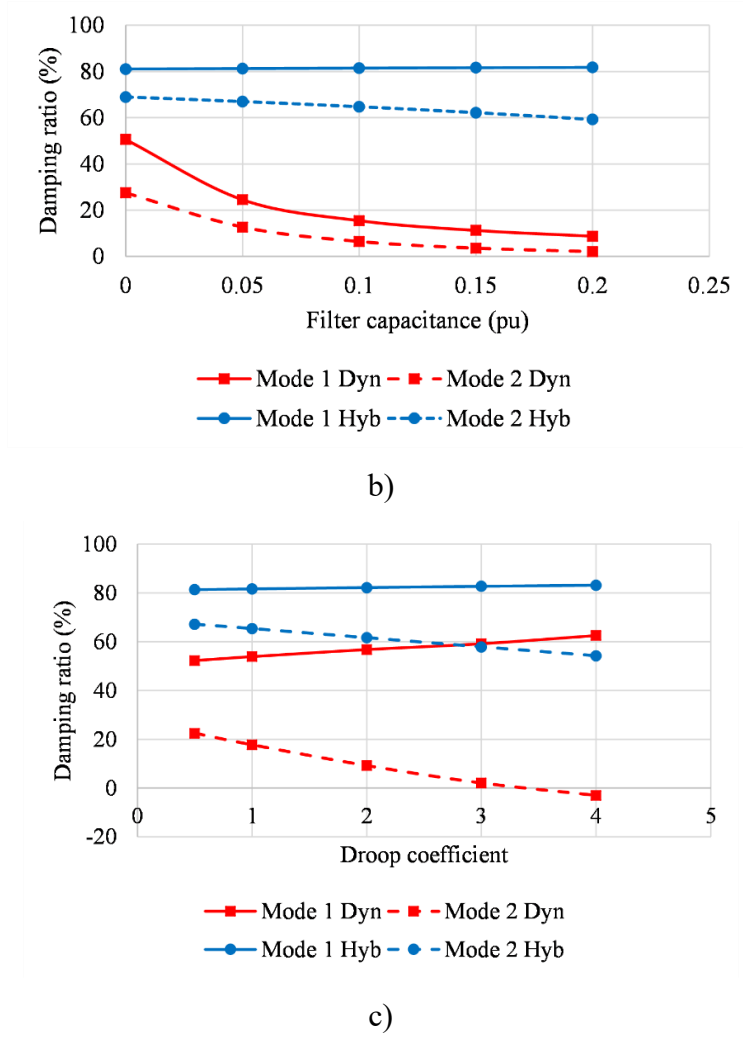 100
80
60
40
20
0
Damping ratio (%)
0 0.05 0.1 0.15 0.2 0.25
Filter capacitance (pu)
Mode 1 Dyn Mode 2 Dyn
Mode 1 Hyb Mode 2 Hyb
b)
100
80
60
40
20
0
-20
Damping ratio (%)
0 1 2 3 4 5
Droop coefficient
Mode 1 Dyn Mode 2 Dyn
Mode 1 Hyb Mode 2 Hyb
c)